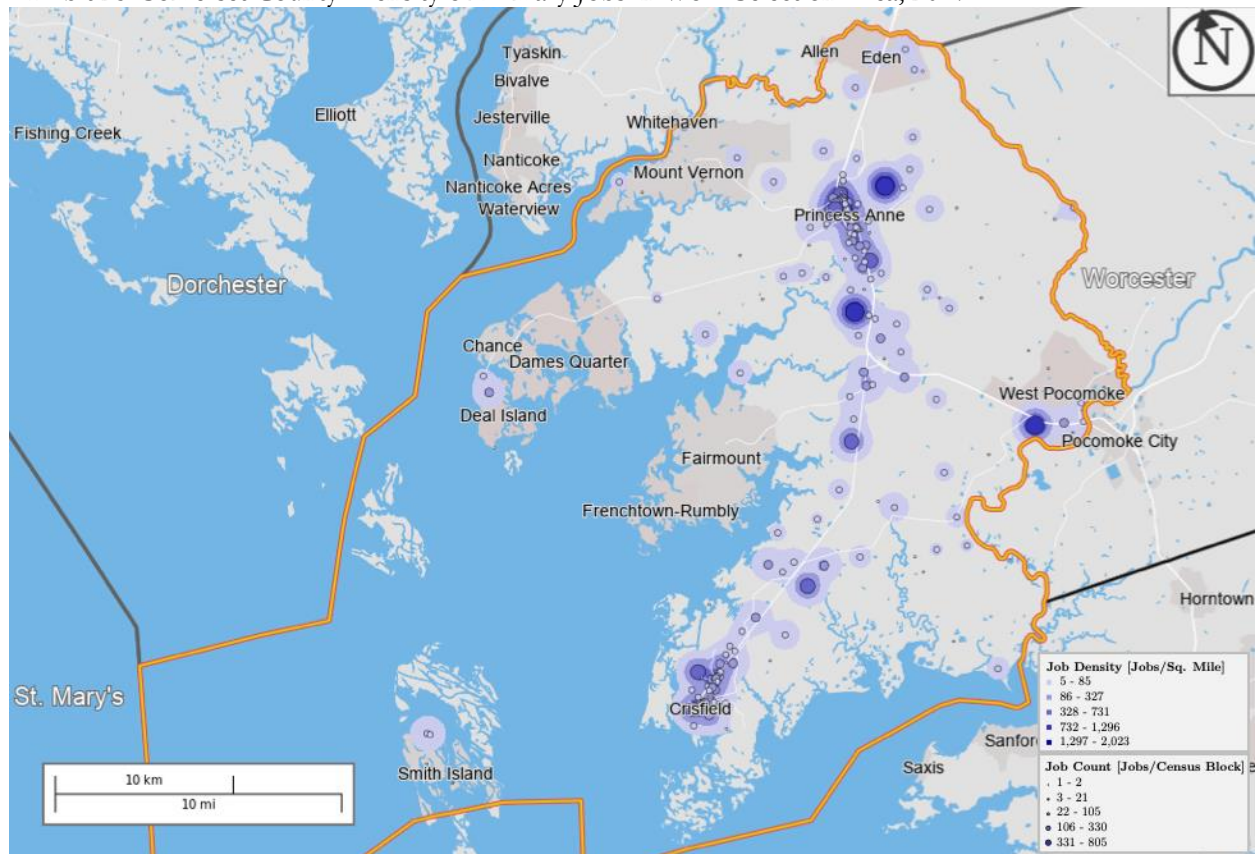 N
Tyaskin
Allen
Eden
Bivalve
Elliott
Jesterville
Whitehaven
Fishing Creek
Nanticoke
Mount Vernon
Nanticoke Acres
Waterview
Princess Anne
Dorchester
Worcester
Chance
Dames Quarter
Deal Island
West Pocomoke
Pocomoke City
Fairmount
Frenchtown-Rumbly
Horntown
St. Mary's
Crisfield
Smith Island
Saxis
Sanfor
10 km
10 mi
Job Density [Jobs/Sq. Mile]
5 - 85
86 - 327
328 - 731
732 - 1,296
1,297 - 2,023
Job Count [Jobs/Census Block]
1 - 2
3 - 21
22 - 105
106 - 330
331 - 805